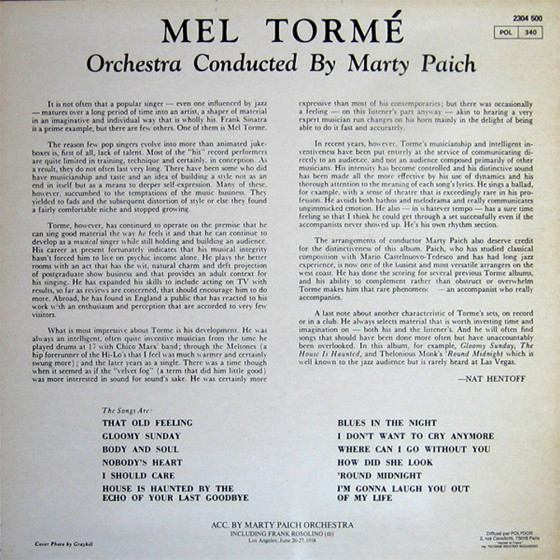 MEL TORMÉ
2304 500
POL 340
Orchestra Conducted By Marty Paich
It is not often that a popular singer — even one influenced by jazz
— matures over a long period of time into an artist, a shaper of material
in an imaginative and individual way that is wholly his. Frank Sinatra
is a prime example, but there are few others. One of them is Mel Torme.
The reason few pop singers evolve into more than animated juke-
boxes is, first of all, lack of talent. Most of the "hit" record performers
are quite limited in training, technique and certainly, in conception. As
a result, they do not often last very long. There have been some who did
have musicianship and taste and an idea of building a style not as an
end in itself but as a means to deeper self-expression. Many of these,
however, succumbed to the temptations of the music business. They
yielded to fads and the subsequent distortion of style or else they found
a fairly comfortable niche and stopped growing.
Torme, however, has continued to operate on the premise that he
can sing good material the way he feels it and that he can continue to
develop as a musical singer while still holding and building an audience.
His career at present fortunately indicates that his musical integrity
hasn't forced him to live on psychic income alone. He plays the better
rooms with an act that has the wit, natural charm and deft projection
of postgraduate show business and that provides an adult context for
his singing. He has expanded his skills to include acting on TV with
results, so far as reviews are concerned, that should encourage him to do
more. Abroad, he has found in England a public that has reacted to his
work with an enthusiasm and perception that are accorded to very few
visitors.
What is most impressive about Torme is his development. He was
always an intelligent, often quite inventive musician from the time he
played drums at 17 with Chico Marx' band; through the Meltones (a
hip forerunner of the Hi-Lo's that I feel was much warmer and certainly
swung more); and the later years as a single. There was a time though
when it seemed as if the "velvet fog" (a term that did him little good)
was more interested in sound for sound's sake. He was certainly more
expressive than most of his contemporaries; but there was occasionally
a feeling — on this listener's part anyway — akin to hearing a very
expert musician run changes on his horn mainly in the delight of being
able to do it fast and accurately.
In recent years, however, Torme's musicianship and intelligent in-
ventiveness have been put entirely at the service of communicating di-
rectly to an audience, and not an audience composed primarily of other
musicians. His intensity has become controlled and his distinctive sound
has been made all the more effective by his use of dynamics and his
thorough attention to the meaning of each song's lyrics. He sings a ballad,
for example, with a sense of theatre that is exceedingly rare in his pro-
fession. He avoids both bathos and melodrama and really communicates
ungimmicked emotion. He also — in whatever tempo — has a sure time
feeling so that I think he could get through a set successfully even if the
accompanists never showed up. He's his own rhythm section.
The arrangements of conductor Marty Paich also deserve credit
for the distinctiveness of this album. Paich, who has studied classical
composition with Mario Castelnuovo-Tedesco and has had long jazz
experience, is now one of the busiest and most versatile arrangers on the
west coast. He has done the scoring for several previous Torme albums,
and his ability to complement rather than obstruct or overwhelm
Torme makes him that rare phenomenon — an accompanist who really
accompanies.
A last note about another characteristic of Torme's sets, on record
or in a club. He always selects material that is worth investing time and
imagination on — both his and the listener's. And he will often find
songs that should have been done more often but have unaccountably
been overlooked. In this album, for example, Gloomy Sunday, The
House Is Haunted, and Thelonious Monk's 'Round Midnight which is
well known to the jazz audience but is rarely heard at Las Vegas.
—NAT HENTOFF
The Songs Are:
THAT OLD FEELING
GLOOMY SUNDAY
BODY AND SOUL
NOBODY'S HEART
I SHOULD CARE
HOUSE IS HAUNTED BY THE
ECHO OF YOUR LAST GOODBYE
BLUES IN THE NIGHT
I DON'T WANT TO CRY ANYMORE
WHERE CAN I GO WITHOUT YOU
HOW DID SHE LOOK
'ROUND MIDNIGHT
I'M GONNA LAUGH YOU OUT
OF MY LIFE
ACC. BY MARTY PAICH ORCHESTRA
INCLUDING FRANK ROSOLINO (tb)
Los Angeles, June 26-27, 1958
Cover Photo by Graphill
Diffusé par POLYDOR